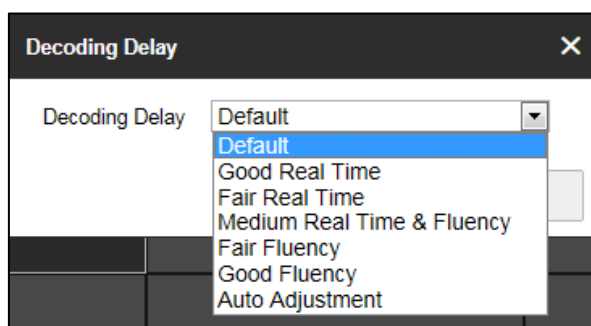 Decoding Delay
Decoding Delay Default
Default
Good Real Time
Fair Real Time
Medium Real Time & Fluency
Fair Fluency
Good Fluency
Auto Adjustment